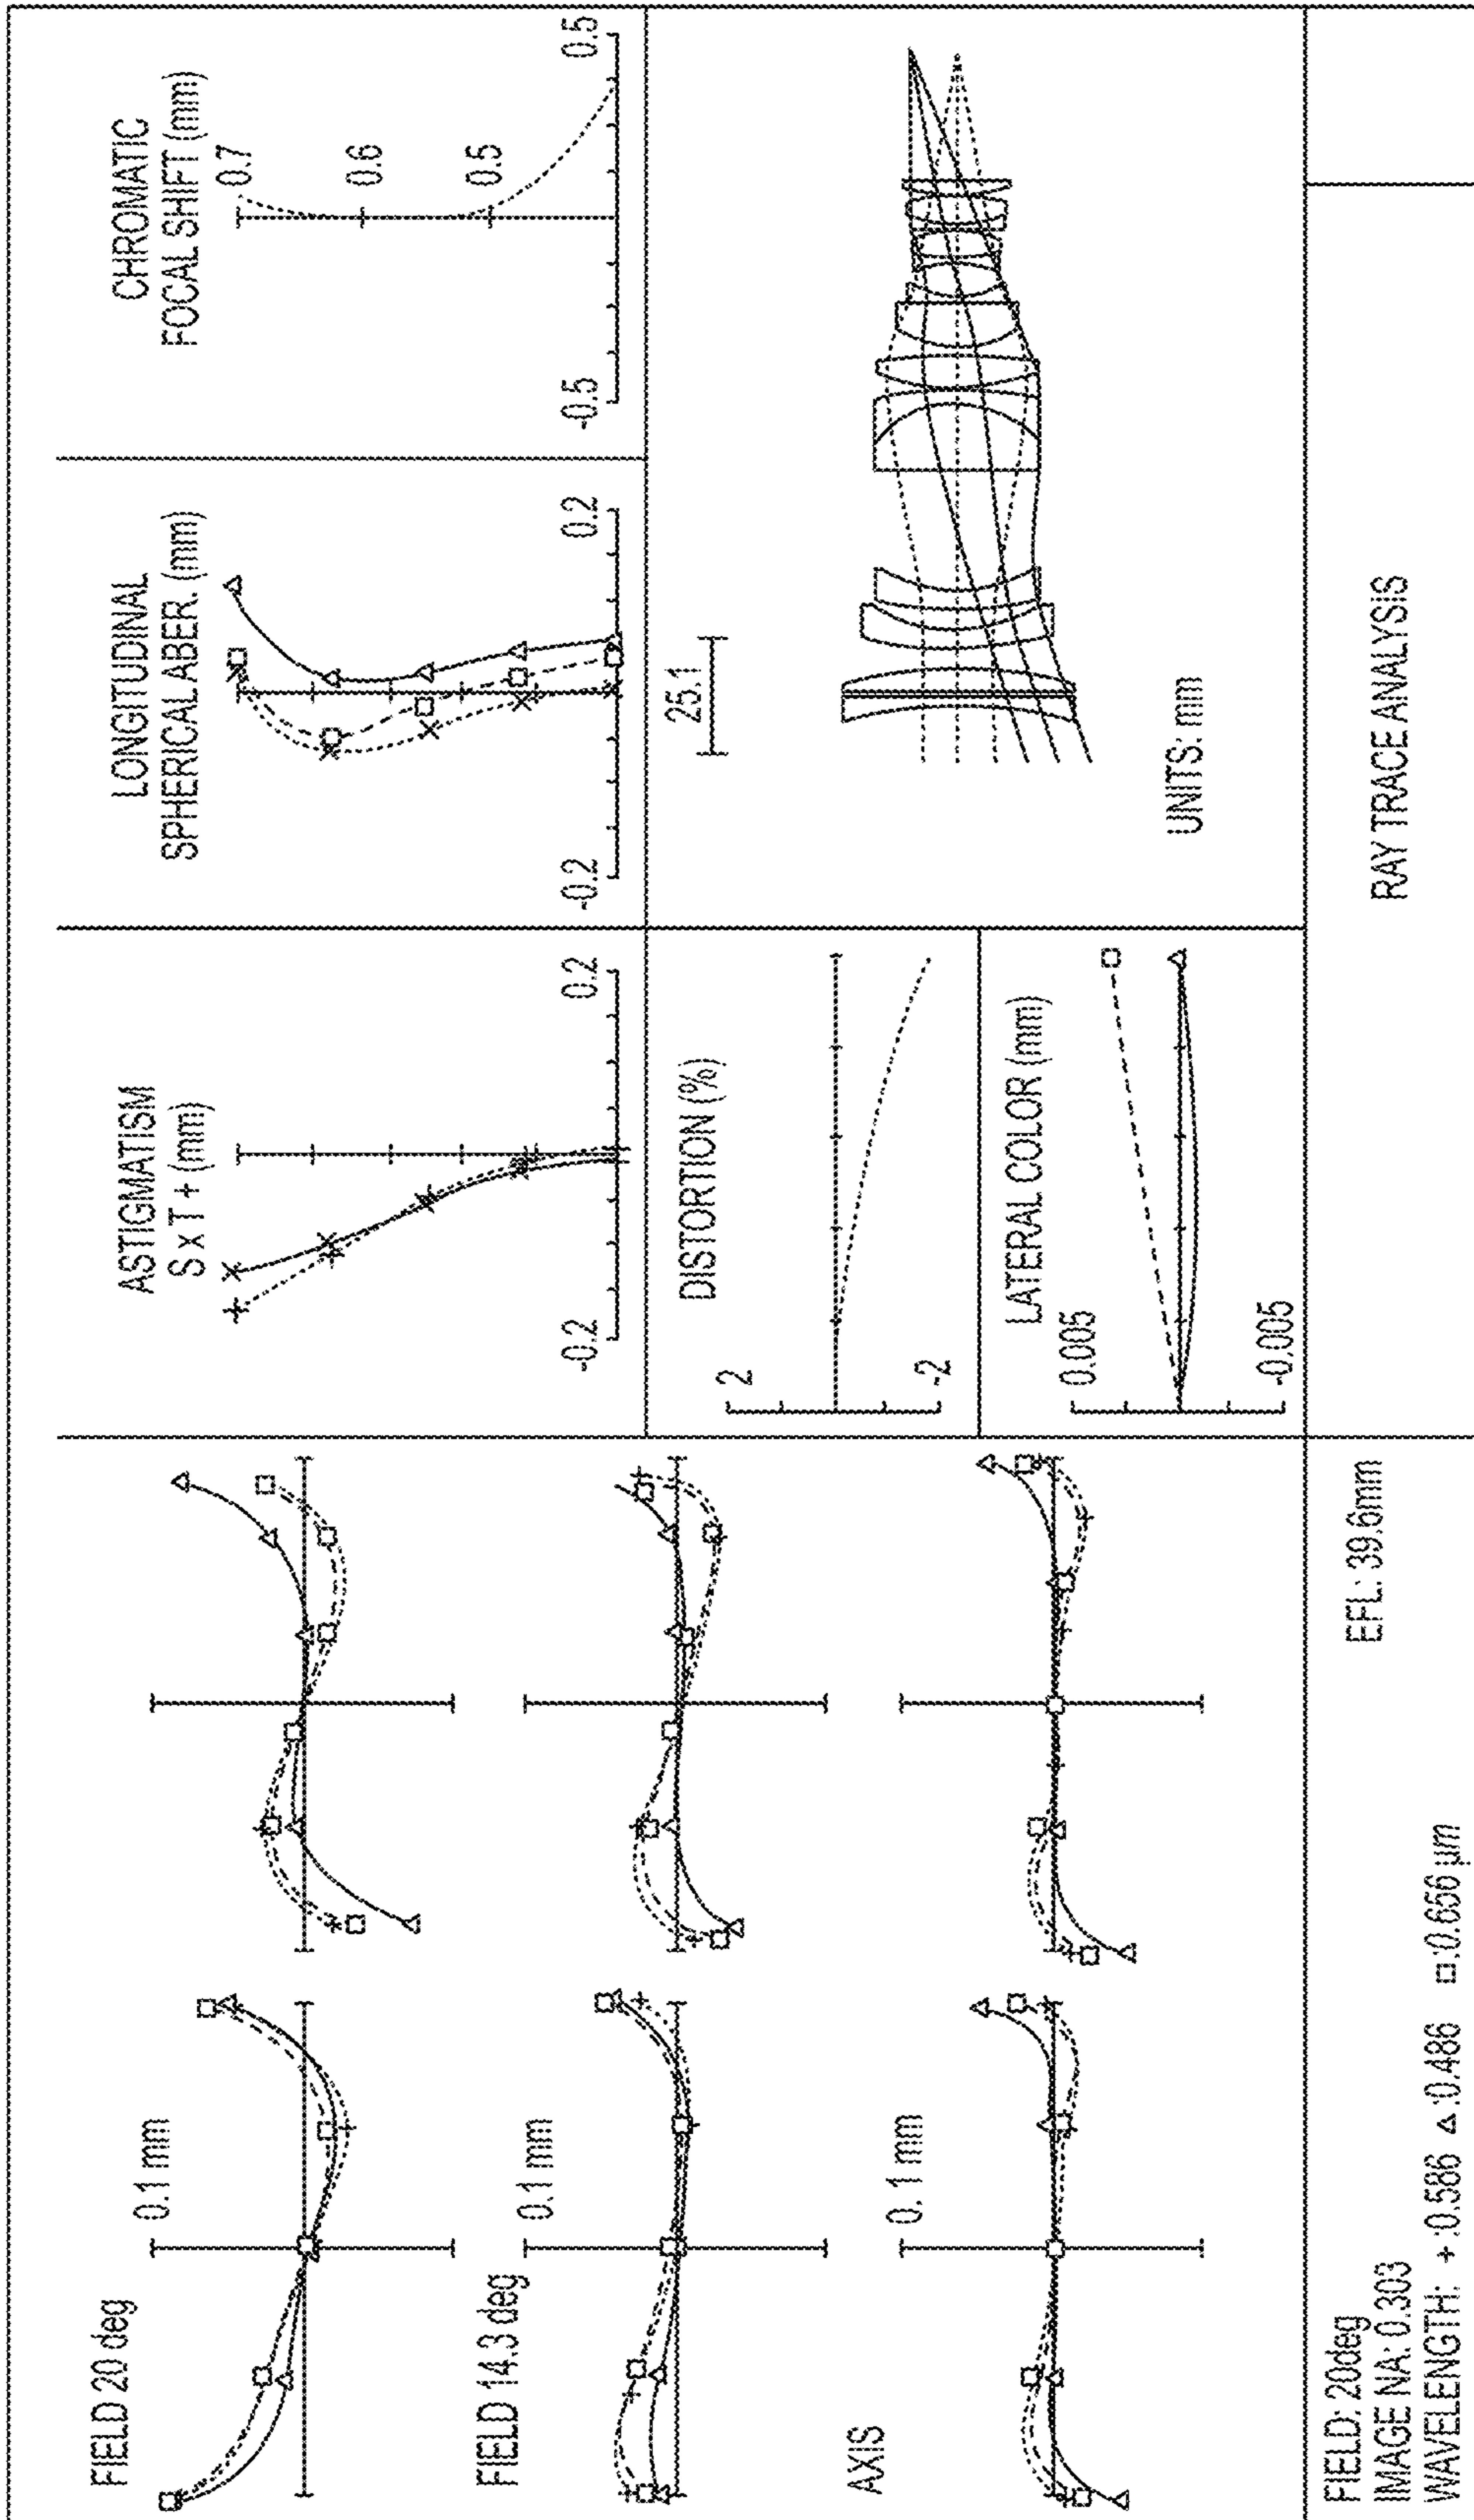 FIELD 20 deg
0.1 mm
FIELD 14.3 deg
0.1 mm
AXIS
0.1 mm
ASTIGMATISM
S x T + (mm)
-0.2
0.2
LONGITUDINAL
SPHERICAL ABER. (mm)
-0.2
0.2
CHROMATIC
FOCAL SHIFT (mm)
0.7
0.6
0.5
-0.5
0.5
DISTORTION (%)
2
-2
LATERAL COLOR (mm)
0.005
-0.005
25.1
UNITS: mm
FIELD: 20deg
EFL: 39.6mm
IMAGE NA: 0.303
WAVELENGTH: + :0.586 △:0.486 □:0.656 µm
RAY TRACE ANALYSIS